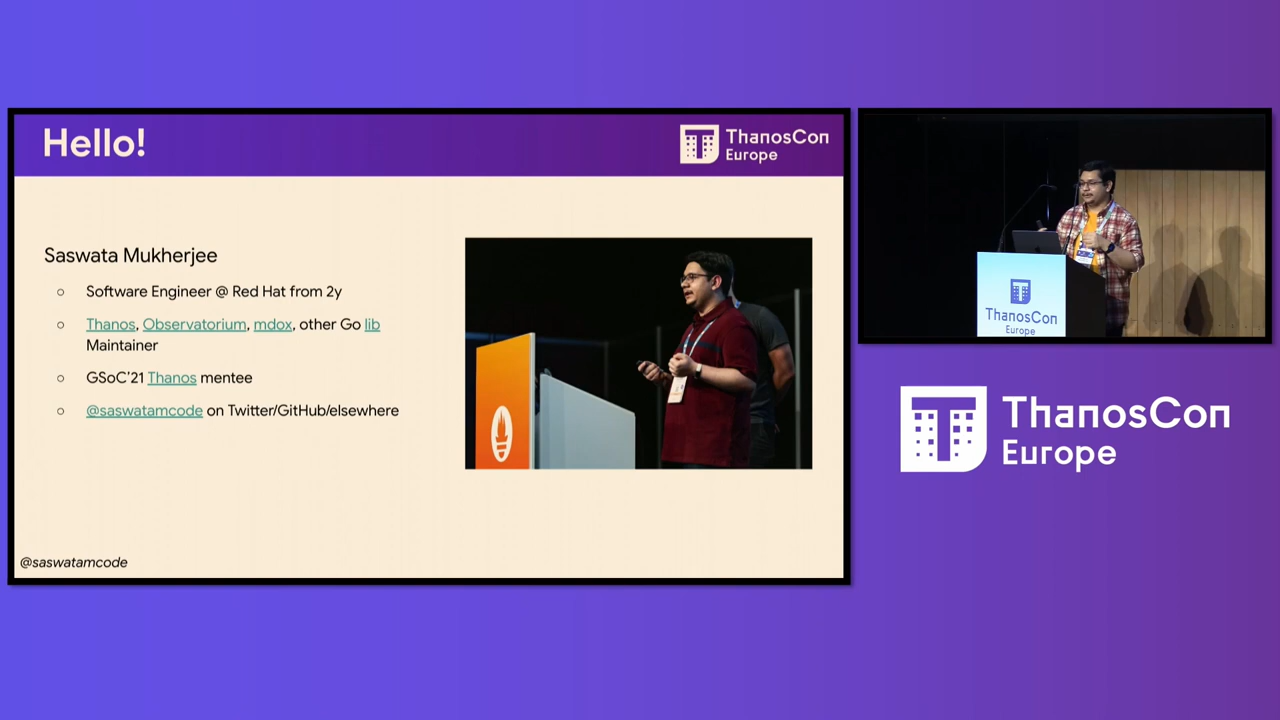 Hello!
ThanosCon
Europe
Saswata Mukherjee
Software Engineer @ Red Hat from 2y
Thanos, Observatorium, mdox, other Go lib
Maintainer
GSoC'21 Thanos mentee
@saswatamcode on Twitter/GitHub/elsewhere
@saswatamcode
ThanosCon
Europe
ThanosCon
Europe